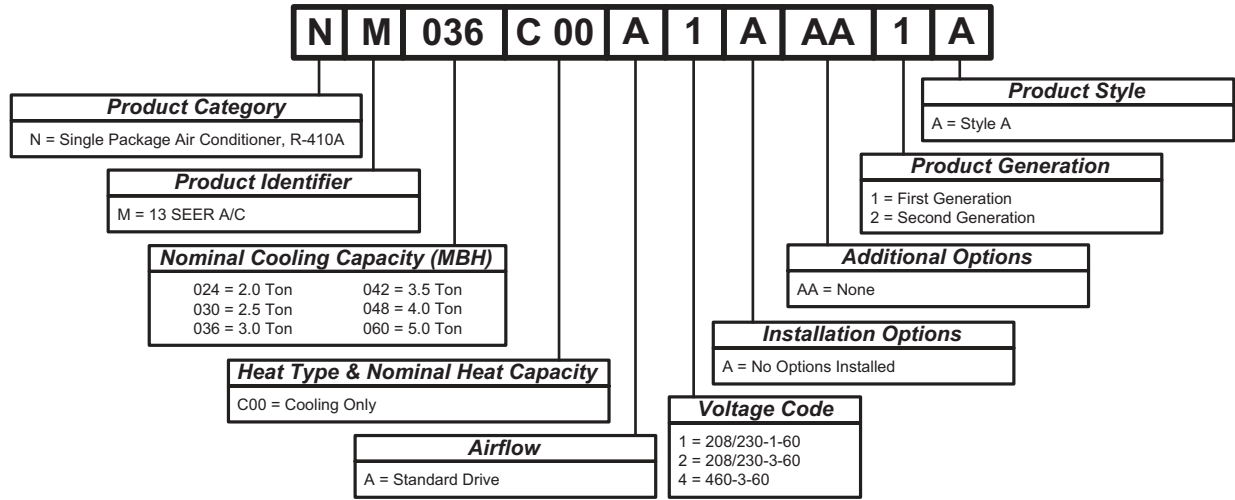 N M 036 C 00 A 1 A AA 1 A
Product Category
N = Single Package Air Conditioner, R-410A
Product Identifier
M = 13 SEER A/C
Nominal Cooling Capacity (MBH)
024 = 2.0 Ton 042 = 3.5 Ton
030 = 2.5 Ton 048 = 4.0 Ton
036 = 3.0 Ton 060 = 5.0 Ton
Heat Type & Nominal Heat Capacity
C00 = Cooling Only
Airflow
A = Standard Drive
Voltage Code
1 = 208/230-1-60
2 = 208/230-3-60
4 = 460-3-60
Installation Options
A = No Options Installed
Additional Options
AA = None
Product Generation
1 = First Generation
2 = Second Generation
Product Style
A = Style A